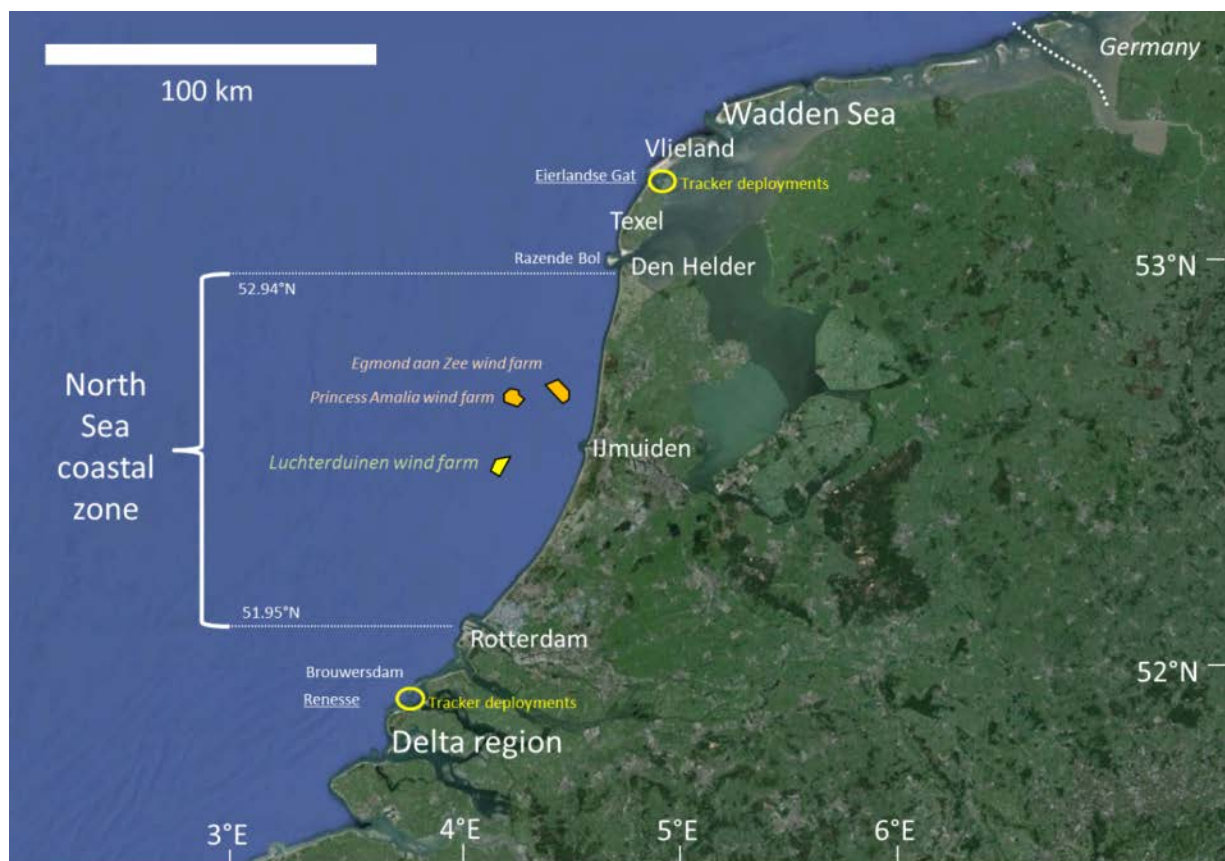 Germany
100 km
Wadden Sea
Vlieland
Eierlandse Gat
Tracker deployments
Texel
Razende Bol
Den Helder
53°N
52.94°N
Egmond aan Zee wind farm
Princess Amalia wind farm
North
Sea
coastal
zone
IJmuiden
Luchterduinen wind farm
51.95°N
Rotterdam
52°N
Brouwersdam
Renesse
Tracker deployments
Delta region
3°E
4°E
5°E
6°E